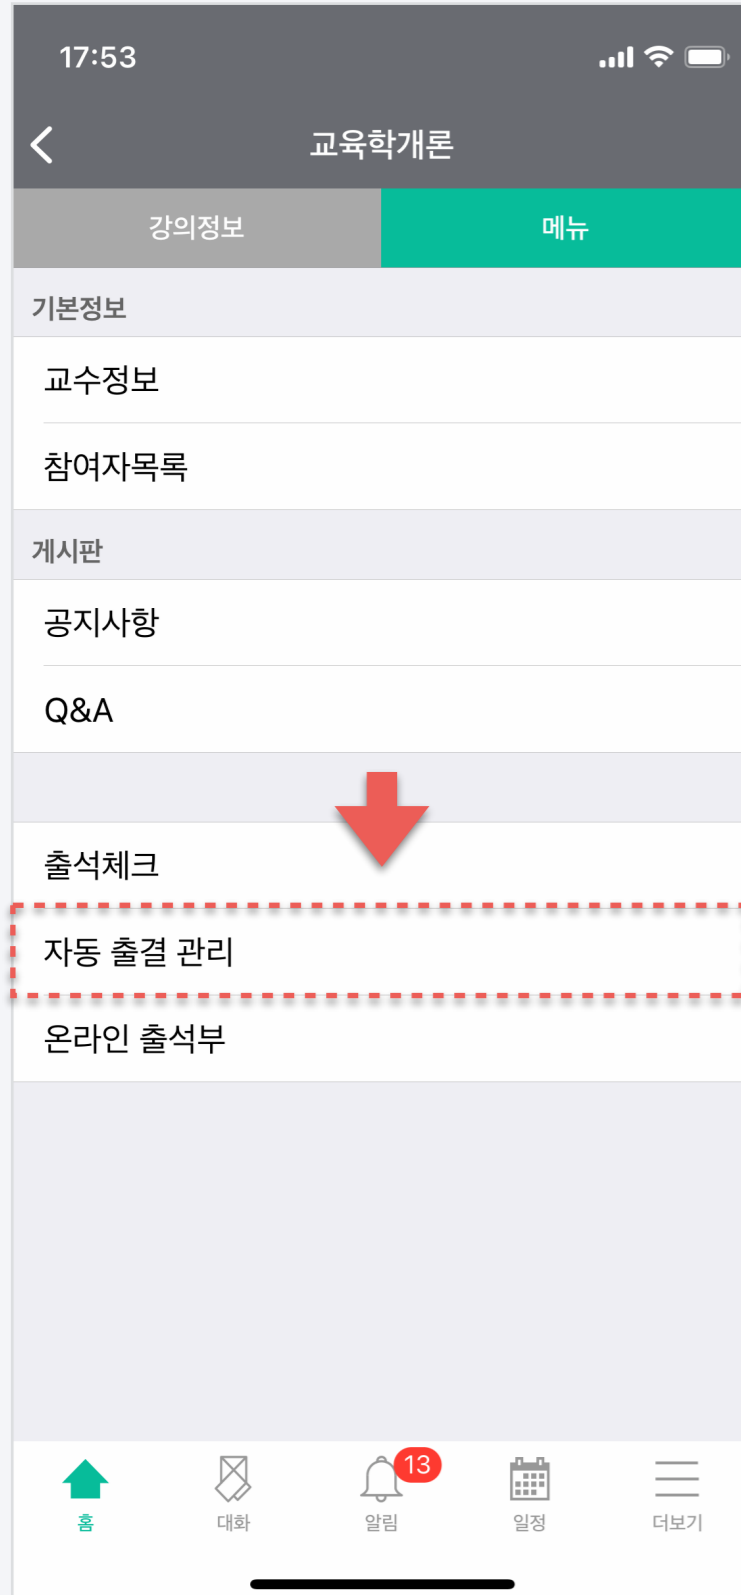 17:53
교육학개론
강의정보
메뉴
기본정보
교수정보
참여자목록
게시판
공지사항
Q&A
출석체크
자동 출결 관리
온라인 출석부
13
홈
대화
알림
일정
더보기